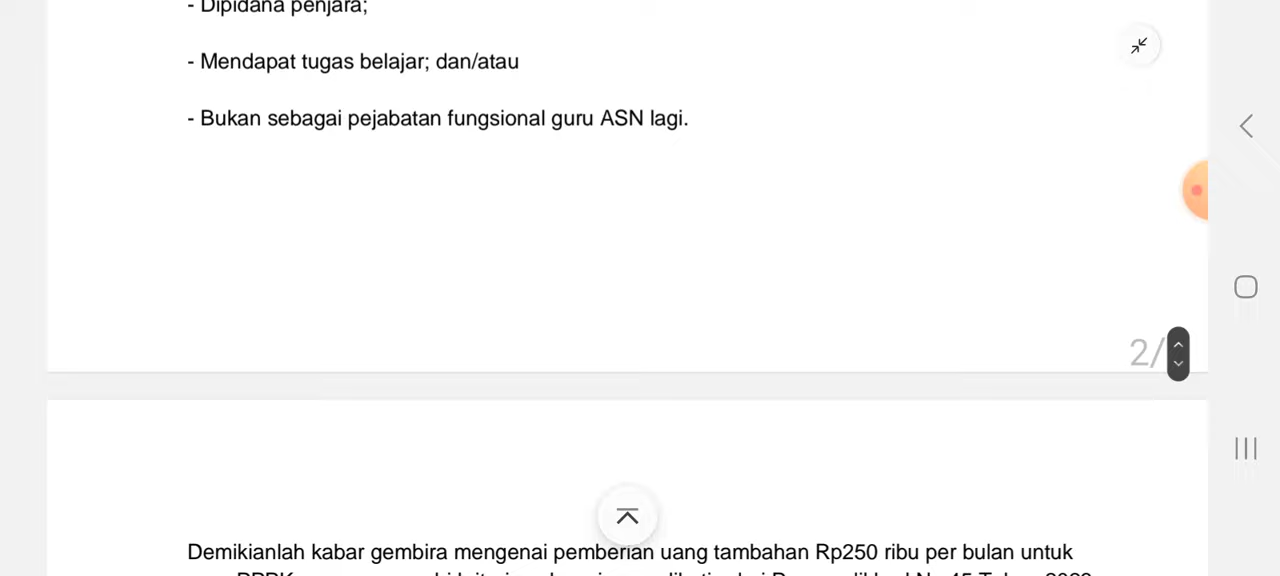 - Dipidana penjara;
- Mendapat tugas belajar; dan/atau
- Bukan sebagai pejabatan fungsional guru ASN lagi.
2/
Demikianlah kabar gembira mengenai pemberian uang tambahan Rp250 ribu per bulan untuk